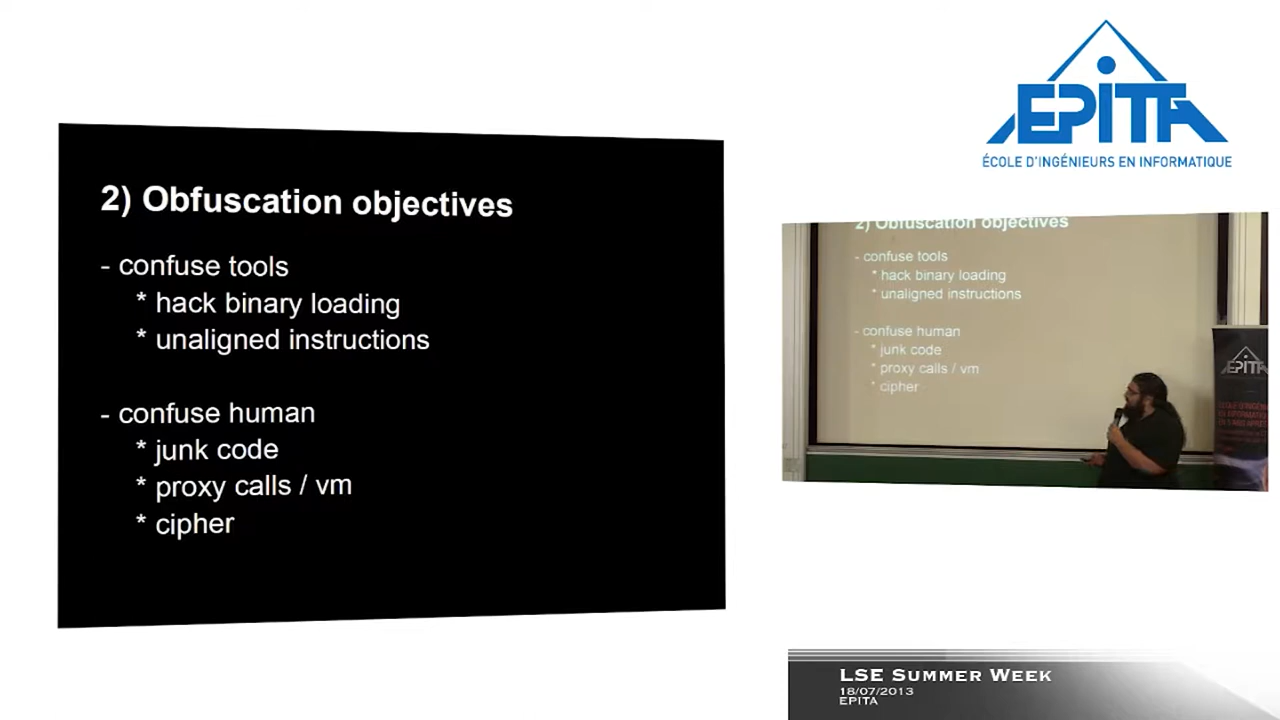 2) Obfuscation objectives
- confuse tools
* hack binary loading
* unaligned instructions
- confuse human
* junk code
* proxy calls / vm
* cipher
EPITA
ÉCOLE D'INGÉNIEURS EN INFORMATIQUE
2) Obfuscation objectives
- confuse tools
* hack binary loading
* unaligned instructions
- confuse human
* junk code
* proxy calls / vm
* cipher
EPITA
LSE SUMMER WEEK
18/07/2013
EPITA